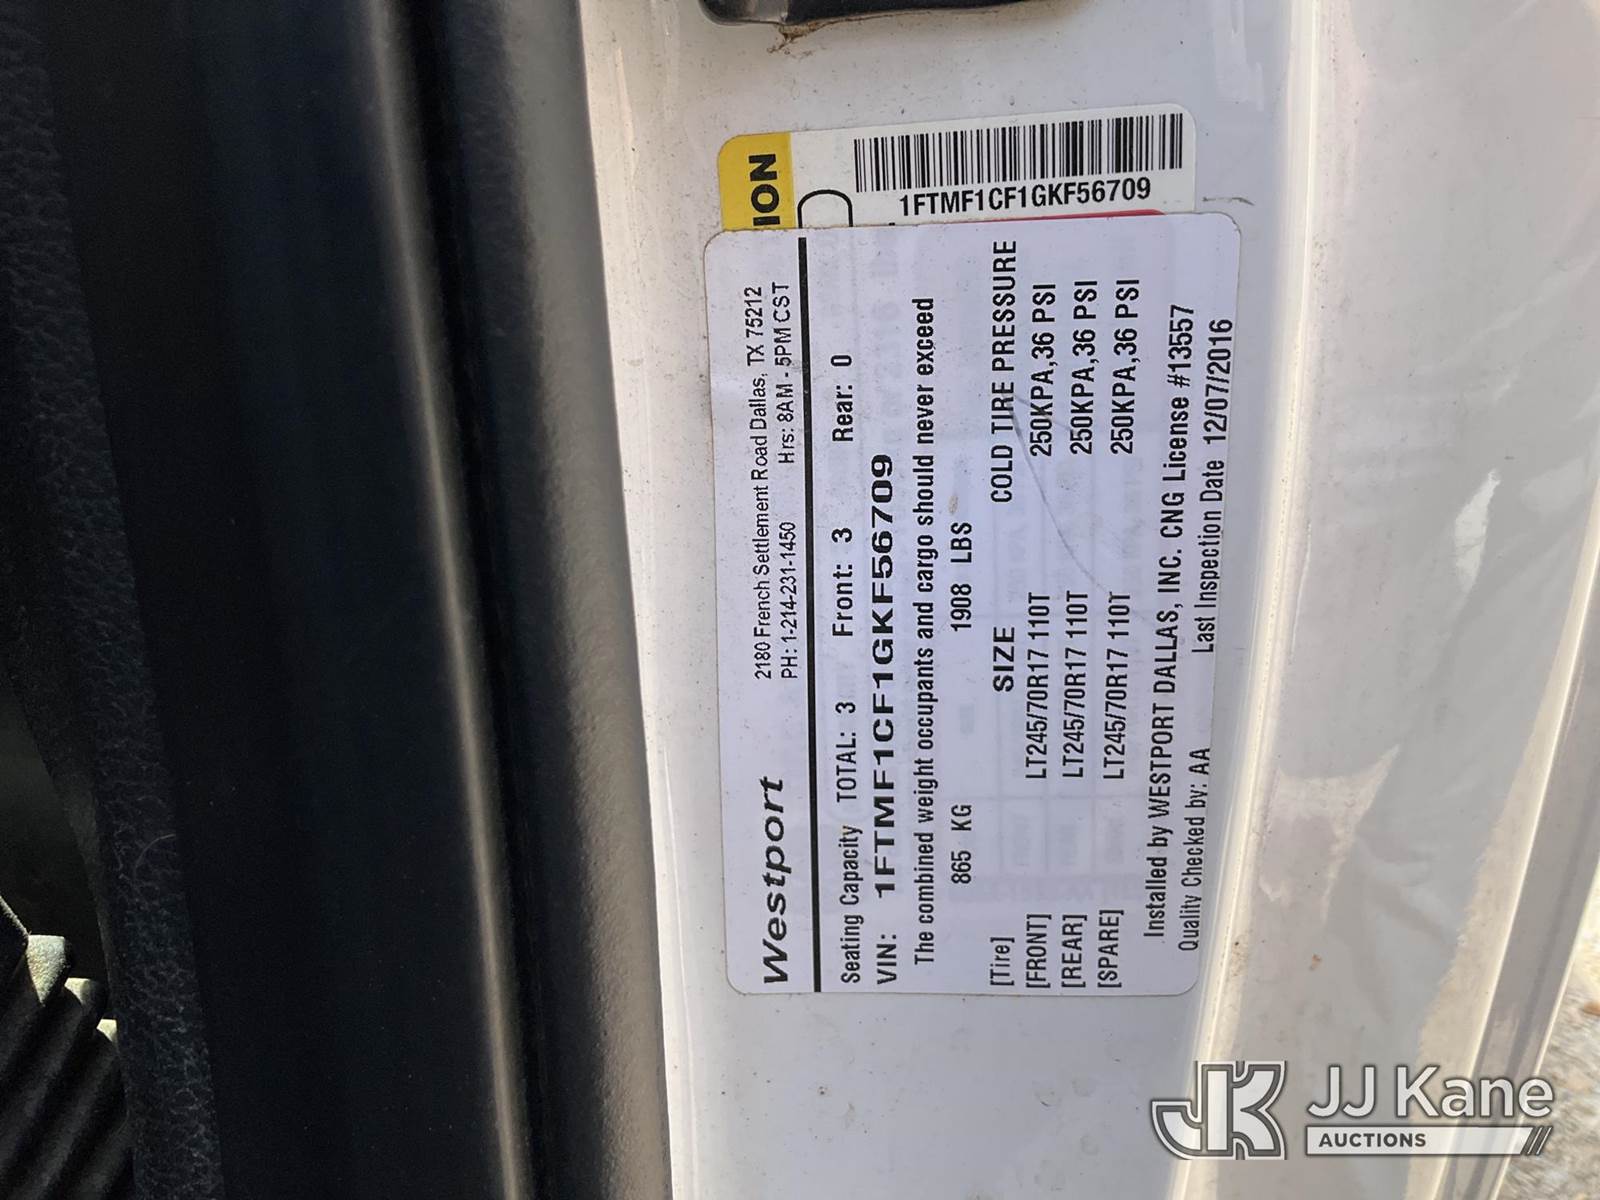 ION
1FTMF1CF1GKF56709
Westport
2180 French Settlement Road Dallas, TX 75212
PH: 1-214-231-1450 Hrs: 8AM - 5PM CST
Seating Capacity TOTAL: 3 Front: 3 Rear: 0
VIN: 1FTMF1CF1GKF56709
The combined weight occupants and cargo should never exceed
865 KG 1908 LBS
[Tire] SIZE COLD TIRE PRESSURE
[FRONT] LT245/70R17 110T 250KPA,36 PSI
[REAR] LT245/70R17 110T 250KPA,36 PSI
[SPARE] LT245/70R17 110T 250KPA,36 PSI
Installed by WESTPORT DALLAS, INC. CNG License #13557
Quality Checked by: AA Last Inspection Date 12/07/2016
JK JJ Kane
AUCTIONS